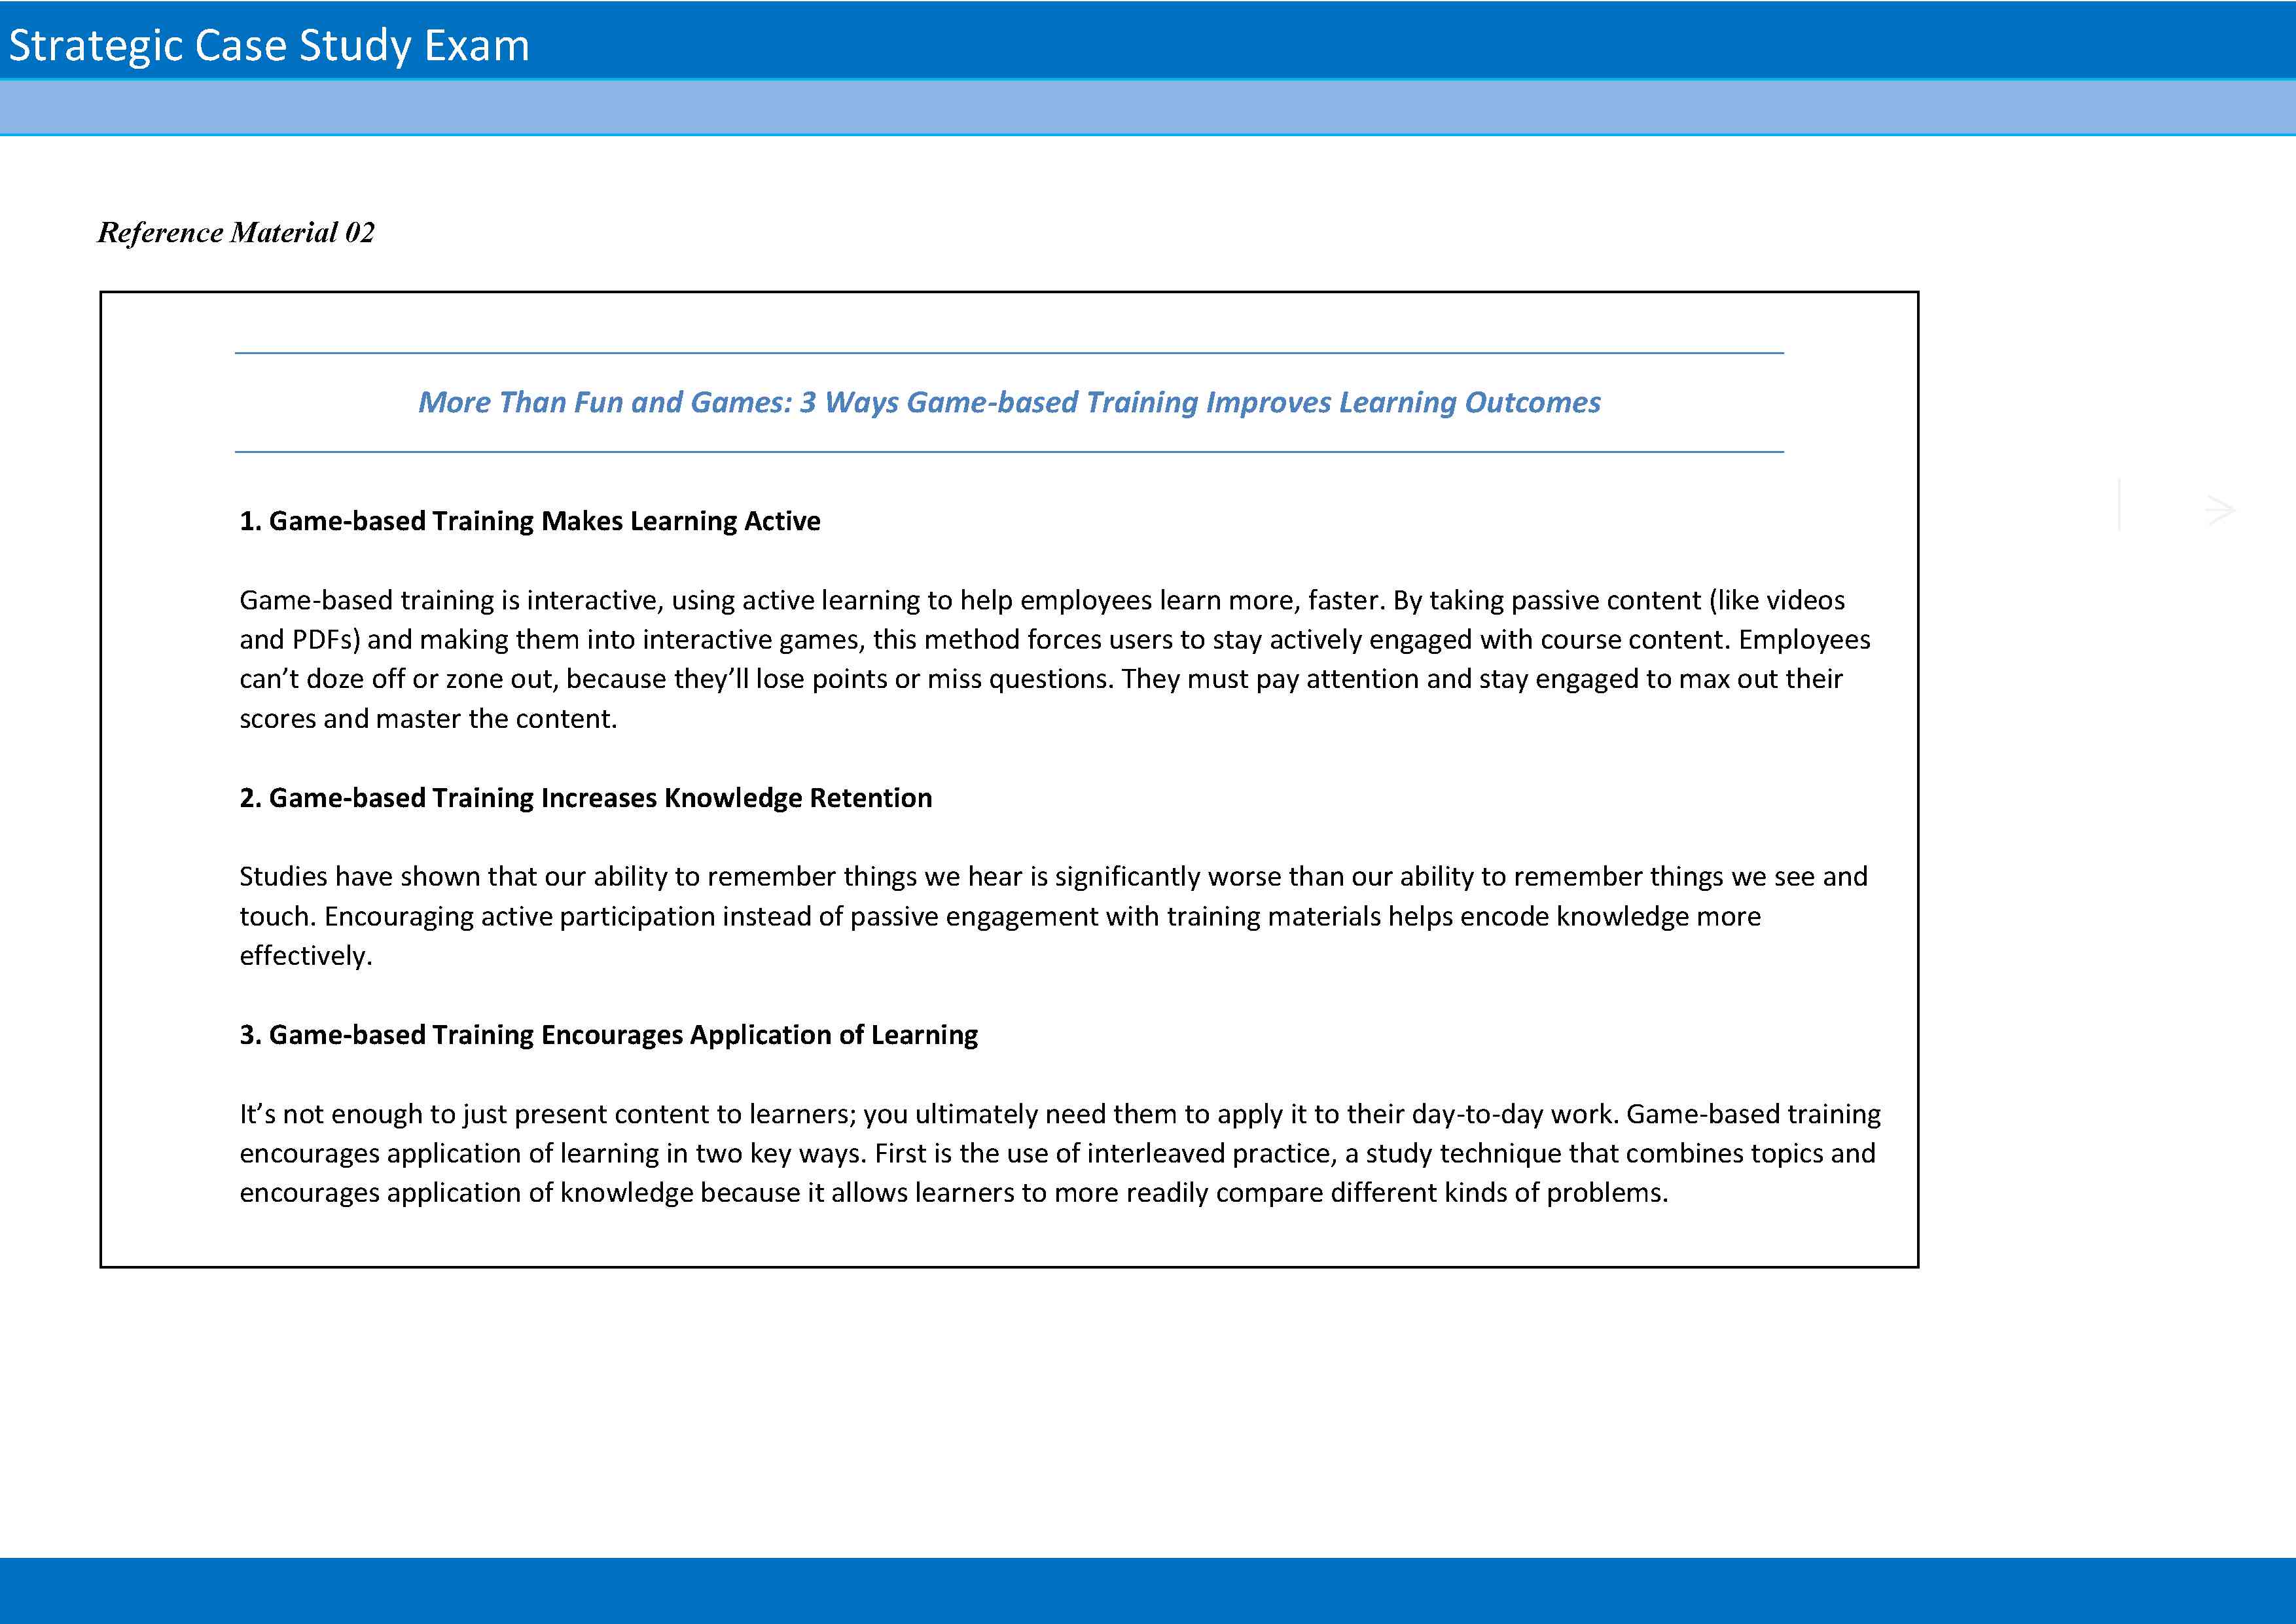 Strategic Case Study Exam
Reference Material 02
More Than Fun and Games: 3 Ways Game-based Training Improves Learning Outcomes
1. Game-based Training Makes Learning Active
Game-based training is interactive, using active learning to help employees learn more, faster. By taking passive content (like videos
and PDFs) and making them into interactive games, this method forces users to stay actively engaged with course content. Employees
can’t doze off or zone out, because they’ll lose points or miss questions. They must pay attention and stay engaged to max out their
scores and master the content.
2. Game-based Training Increases Knowledge Retention
Studies have shown that our ability to remember things we hear is significantly worse than our ability to remember things we see and
touch. Encouraging active participation instead of passive engagement with training materials helps encode knowledge more
effectively.
3. Game-based Training Encourages Application of Learning
It’s not enough to just present content to learners; you ultimately need them to apply it to their day-to-day work. Game-based training
encourages application of learning in two key ways. First is the use of interleaved practice, a study technique that combines topics and
encourages application of knowledge because it allows learners to more readily compare different kinds of problems.